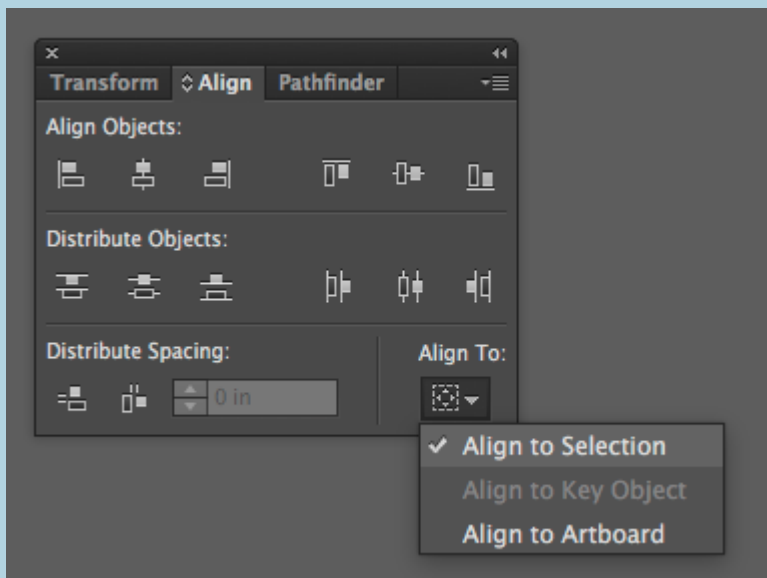 Transform Align Pathfinder
Align Objects:
Distribute Objects:
Distribute Spacing: Align To:
0 in
Align to Selection
Align to Key Object
Align to Artboard